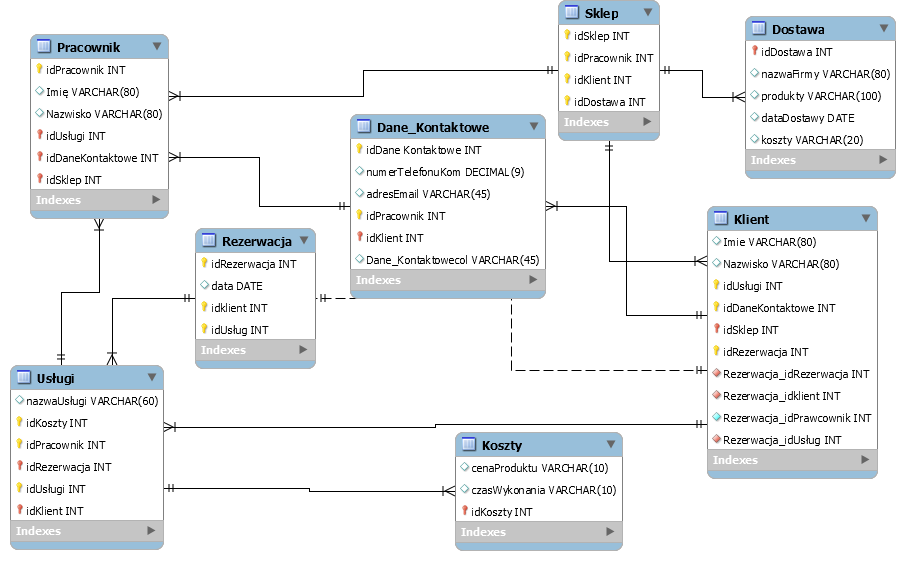 Pracownik
idPracownik INT
Imię VARCHAR(80)
Nazwisko VARCHAR(80)
idUsługi INT
idDaneKontaktowe INT
idSklep INT
Indexes
Sklep
idSklep INT
idPracownik INT
idKlient INT
idDostawa INT
Indexes
Dostawa
idDostawa INT
nazwaFirmy VARCHAR(80)
produkty VARCHAR(100)
dataDostawy DATE
koszty VARCHAR(20)
Indexes
Dane_Kontaktowe
idDane Kontaktowe INT
numerTelefonuKom DECIMAL(9)
adresEmail VARCHAR(45)
idPracownik INT
idKlient INT
Dane_Kontaktowecol VARCHAR(45)
Indexes
Rezerwacja
idRezerwacja INT
data DATE
idklient INT
idUsług INT
Indexes
Klient
Imie VARCHAR(80)
Nazwisko VARCHAR(80)
idUsługi INT
idDaneKontaktowe INT
idSklep INT
idRezerwacja INT
Rezerwacja_idRezerwacja INT
Rezerwacja_idklient INT
Rezerwacja_idPrawcownik INT
Rezerwacja_idUsług INT
Indexes
Usługi
nazwaUsługi VARCHAR(60)
idKoszty INT
idPracownik INT
idRezerwacja INT
idUsługi INT
idKlient INT
Indexes
Koszty
cenaProduktu VARCHAR(10)
czasWykonania VARCHAR(10)
idKoszty INT
Indexes